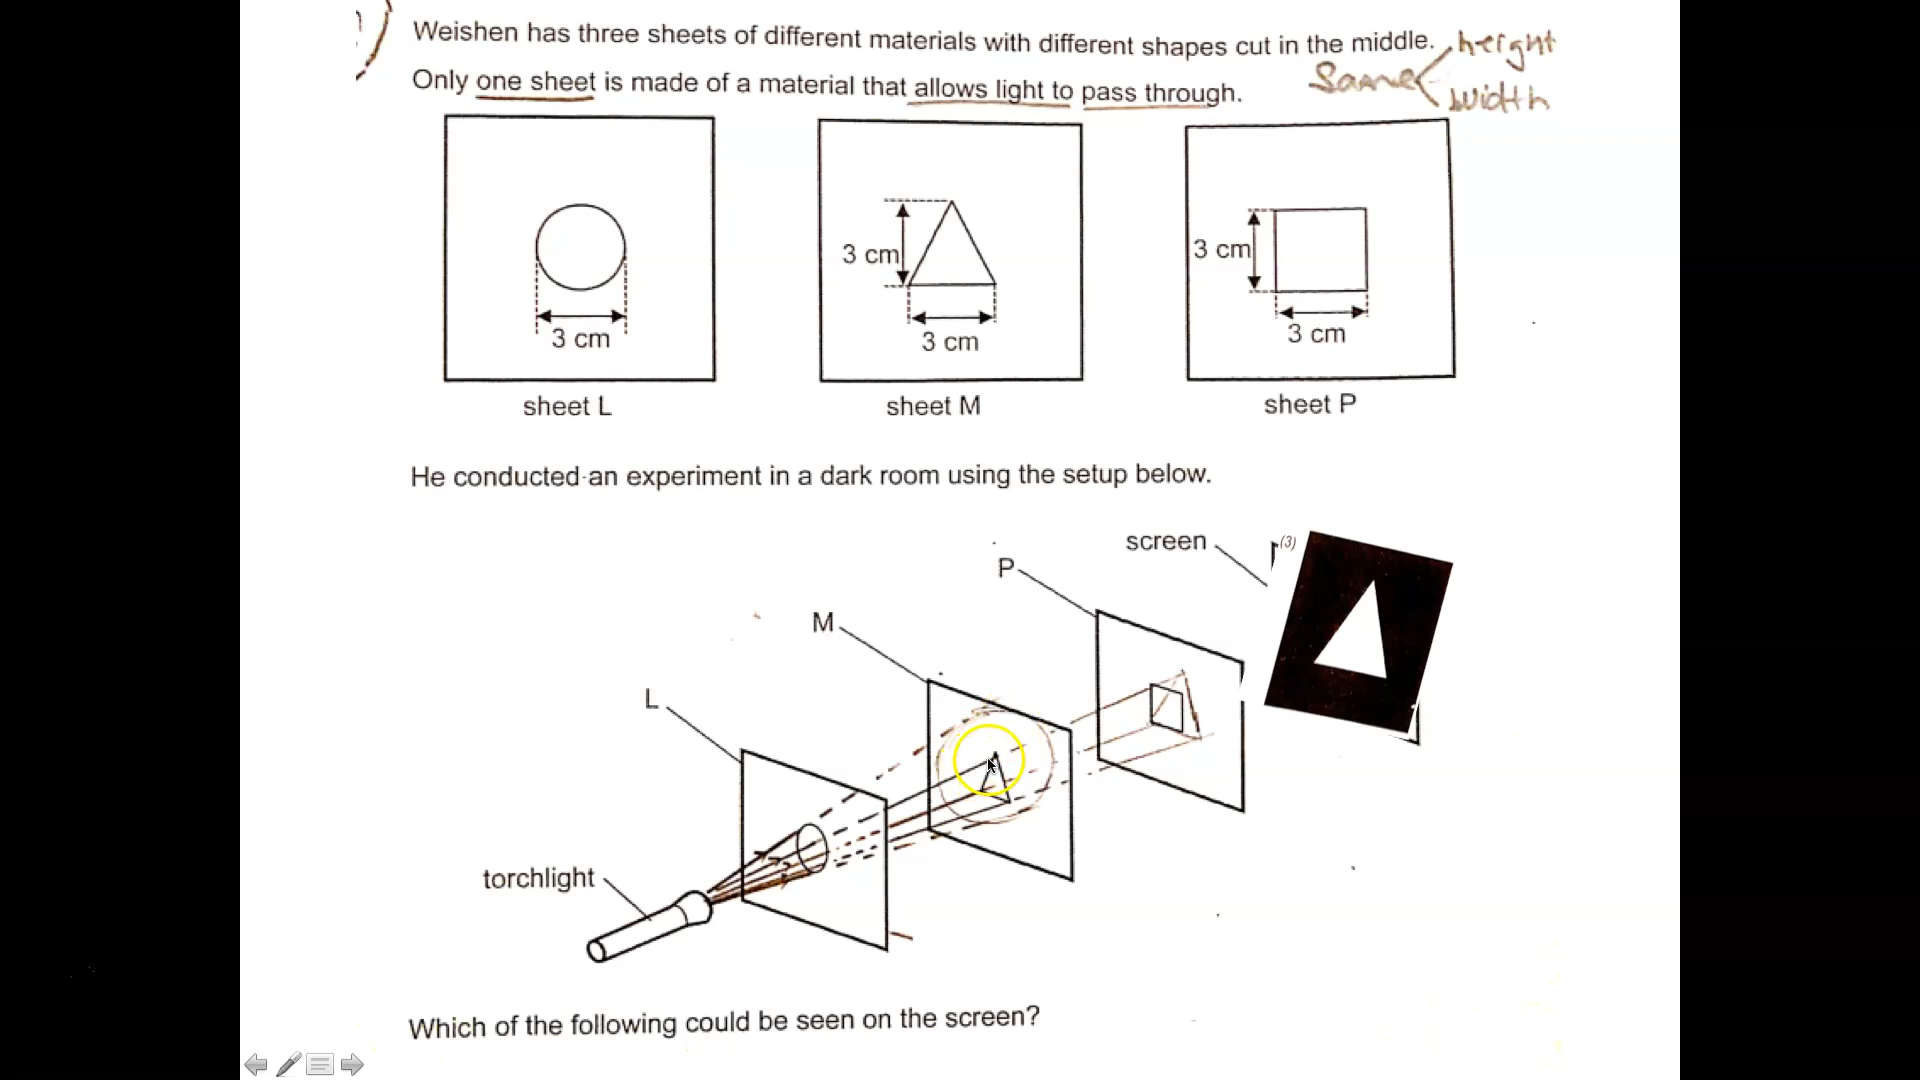 Weishen has three sheets of different materials with different shapes cut in the middle.
Only one sheet is made of a material that allows light to pass through.
same
height
width
3 cm
3 cm
3 cm
3 cm
3 cm
sheet L
sheet M
sheet P
He conducted an experiment in a dark room using the setup below.
screen
(3)
P
M
L
torchlight
Which of the following could be seen on the screen?